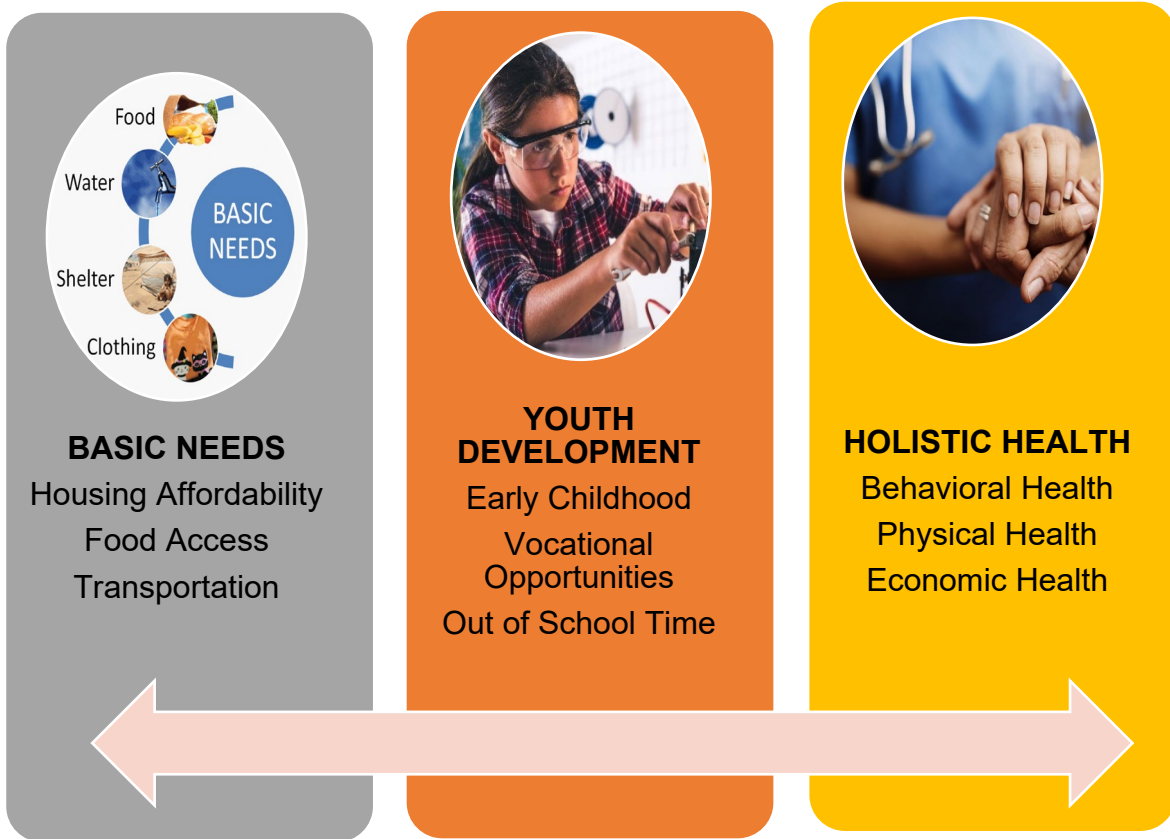 Food
Water
Shelter
Clothing
BASIC
NEEDS
BASIC NEEDS
Housing Affordability
Food Access
Transportation
YOUTH
DEVELOPMENT
Early Childhood
Vocational
Opportunities
Out of School Time
HOLISTIC HEALTH
Behavioral Health
Physical Health
Economic Health